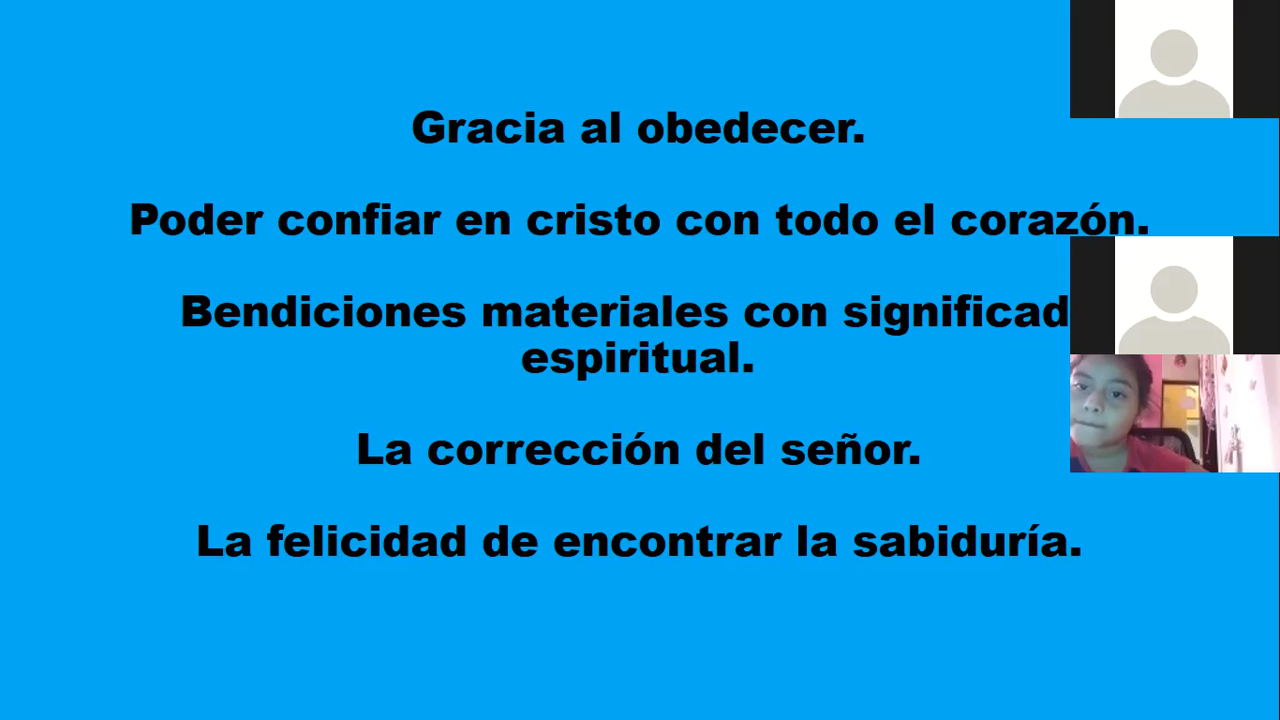 Gracia al obedecer.
Poder confiar en cristo con todo el corazón.
Bendiciones materiales con significad
espiritual.
La corrección del señor.
La felicidad de encontrar la sabiduría.